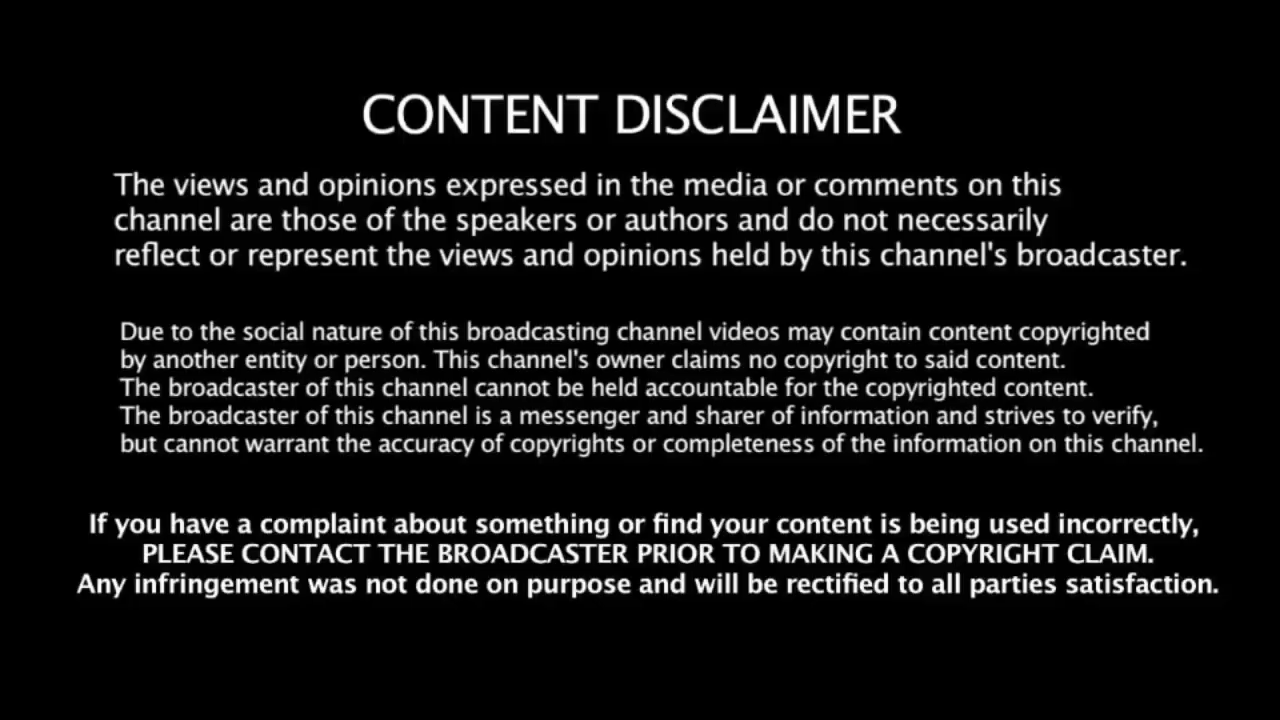 CONTENT DISCLAIMER
The views and opinions expressed in the media or comments on this
channel are those of the speakers or authors and do not necessarily
reflect or represent the views and opinions held by this channel's broadcaster.
Due to the social nature of this broadcasting channel videos may contain content copyrighted
by another entity or person. This channel's owner claims no copyright to said content.
The broadcaster of this channel cannot be held accountable for the copyrighted content.
The broadcaster of this channel is a messenger and sharer of information and strives to verify,
but cannot warrant the accuracy of copyrights or completeness of the information on this channel.
If you have a complaint about something or find your content is being used incorrectly,
PLEASE CONTACT THE BROADCASTER PRIOR TO MAKING A COPYRIGHT CLAIM.
Any infringement was not done on purpose and will be rectified to all parties satisfaction.